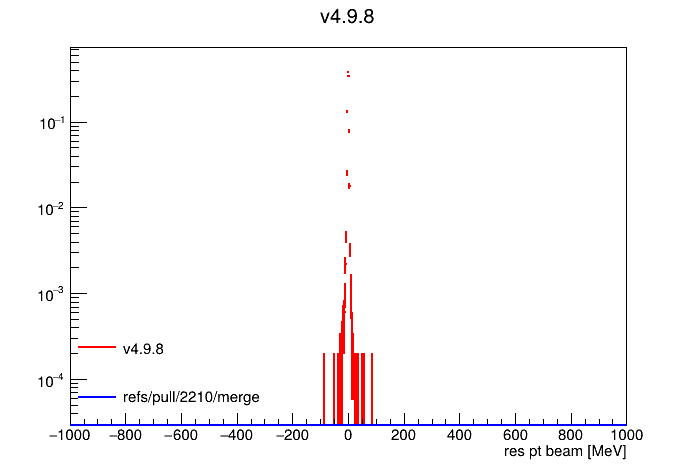 v4.9.8
10⁻¹
10⁻²
10⁻³
10⁻⁴
v4.9.8
refs/pull/2210/merge
−1000 −800 −600 −400 −200 0 200 400 600 800 1000
res pt beam [MeV]